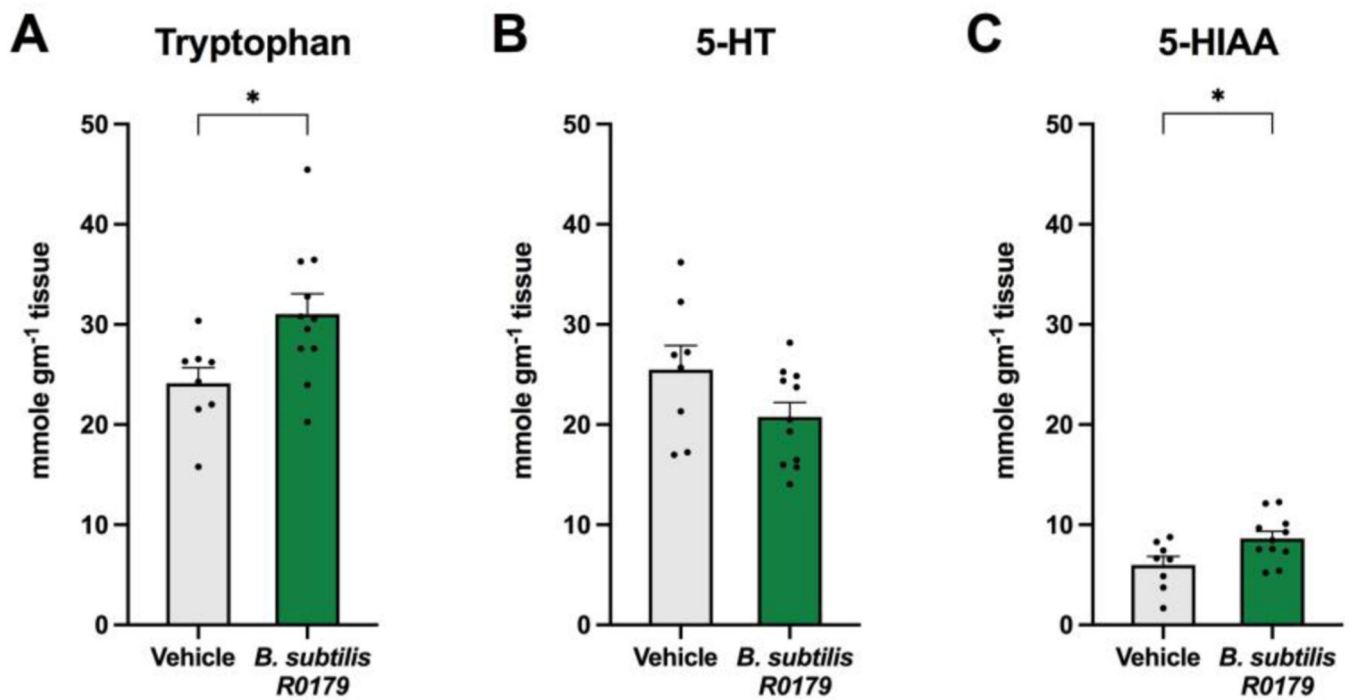 A Tryptophan
*
50
40
30
20
10
0
mmole gm⁻¹ tissue
Vehicle B. subtilis
R0179
B 5-HT
50
40
30
20
10
0
mmole gm⁻¹ tissue
Vehicle B. subtilis
R0179
C 5-HIAA
*
50
40
30
20
10
0
mmole gm⁻¹ tissue
Vehicle B. subtilis
R0179